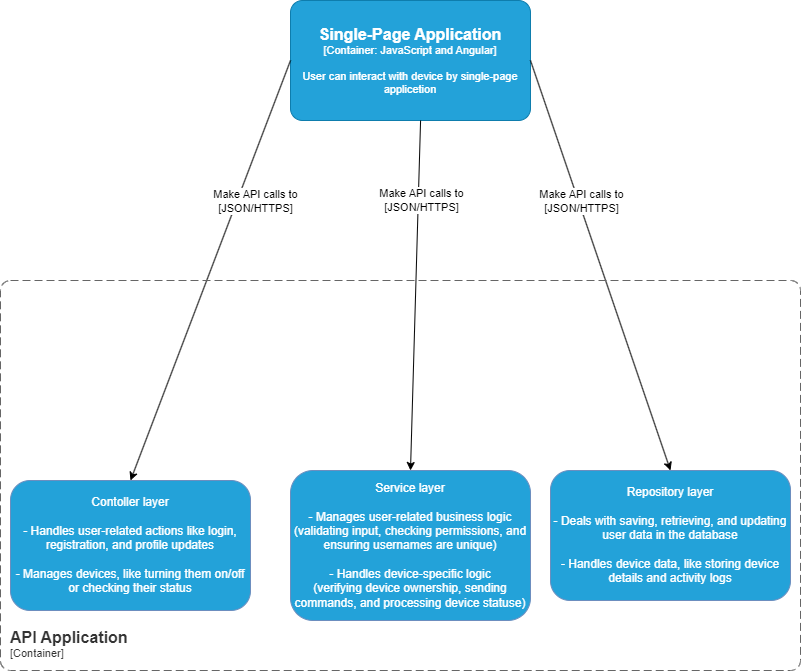 Single-Page Application
[Container: JavaScript and Angular]
User can interact with device by single-page
applicetion
Make API calls to
[JSON/HTTPS]
Make API calls to
[JSON/HTTPS]
Make API calls to
[JSON/HTTPS]
Contoller layer
- Handles user-related actions like login,
registration, and profile updates
- Manages devices, like turning them on/off
or checking their status
Service layer
- Manages user-related business logic
(validating input, checking permissions, and
ensuring usernames are unique)
- Handles device-specific logic
(verifying device ownership, sending
commands, and processing device statuse)
Repository layer
- Deals with saving, retrieving, and updating
user data in the database
- Handles device data, like storing device
details and activity logs
API Application
[Container]